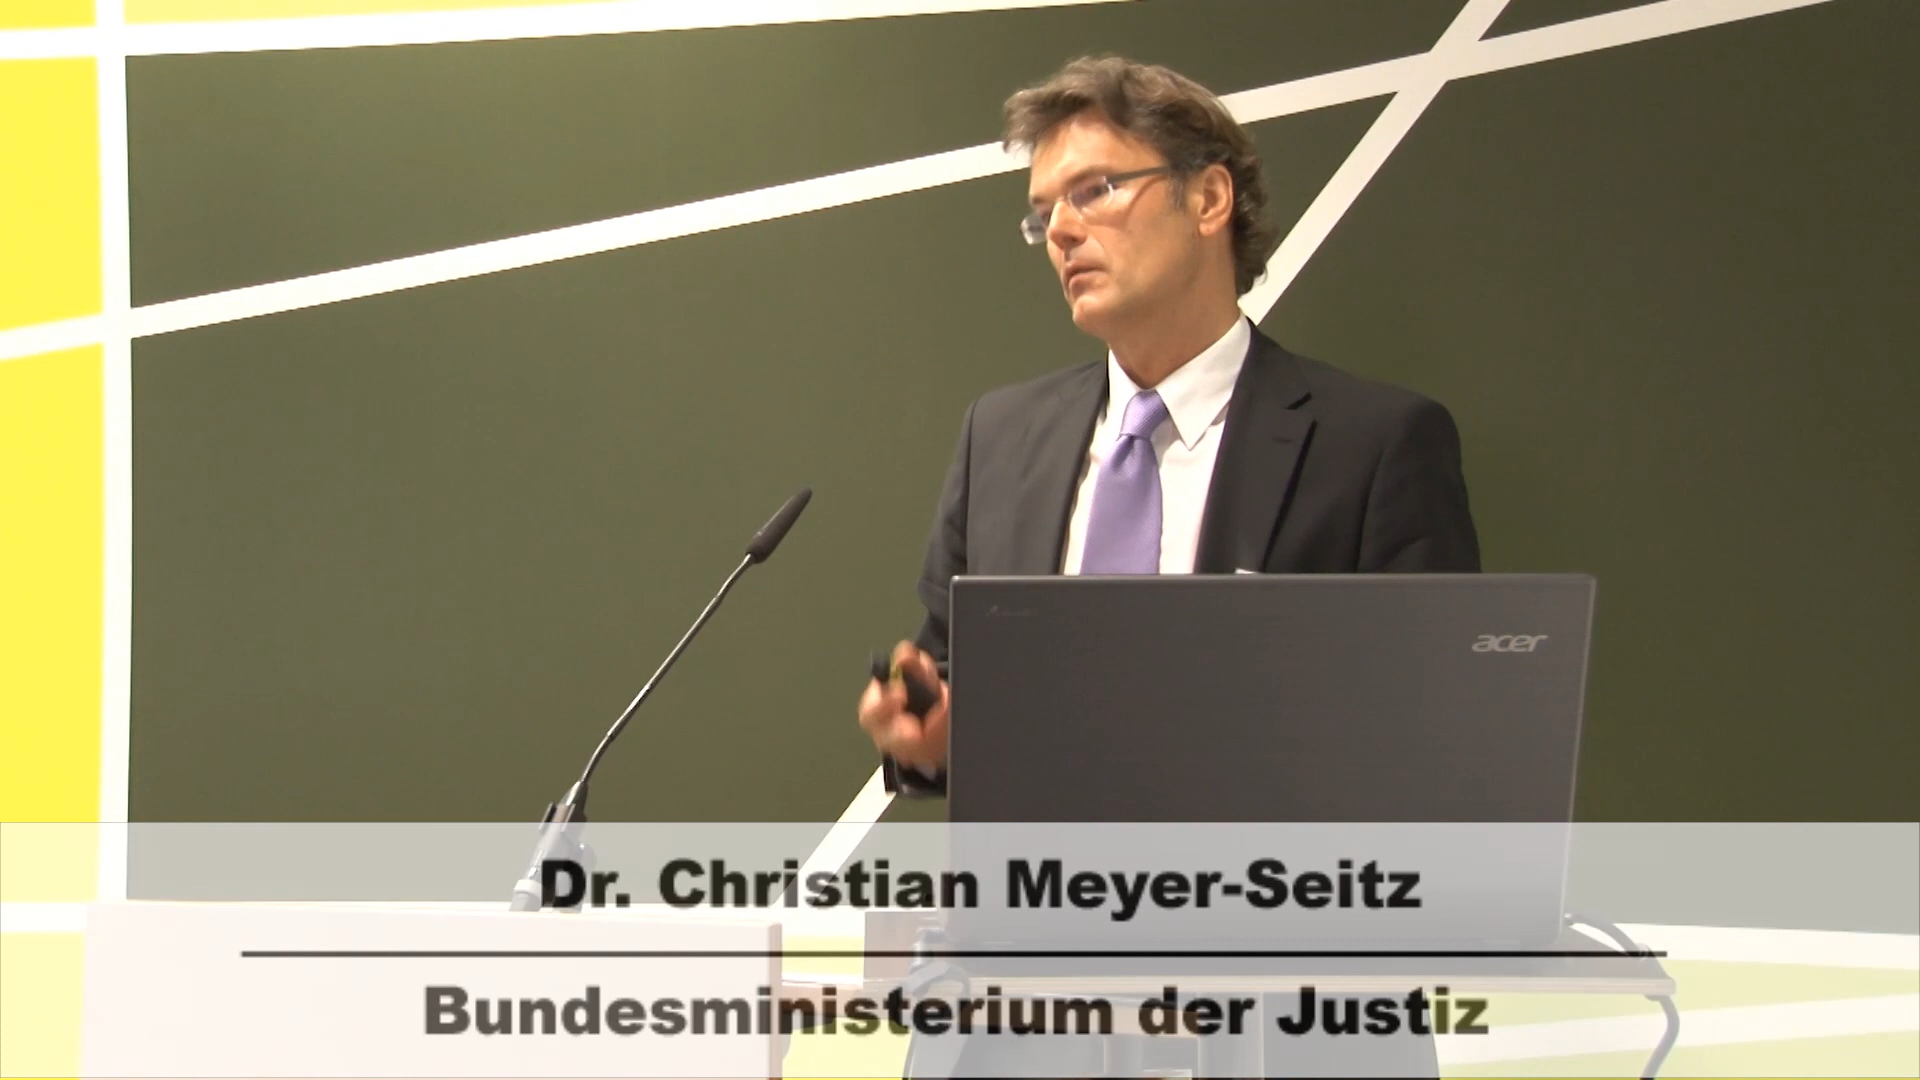 acer
Dr. Christian Meyer-Seitz
Bundesministerium der Justiz